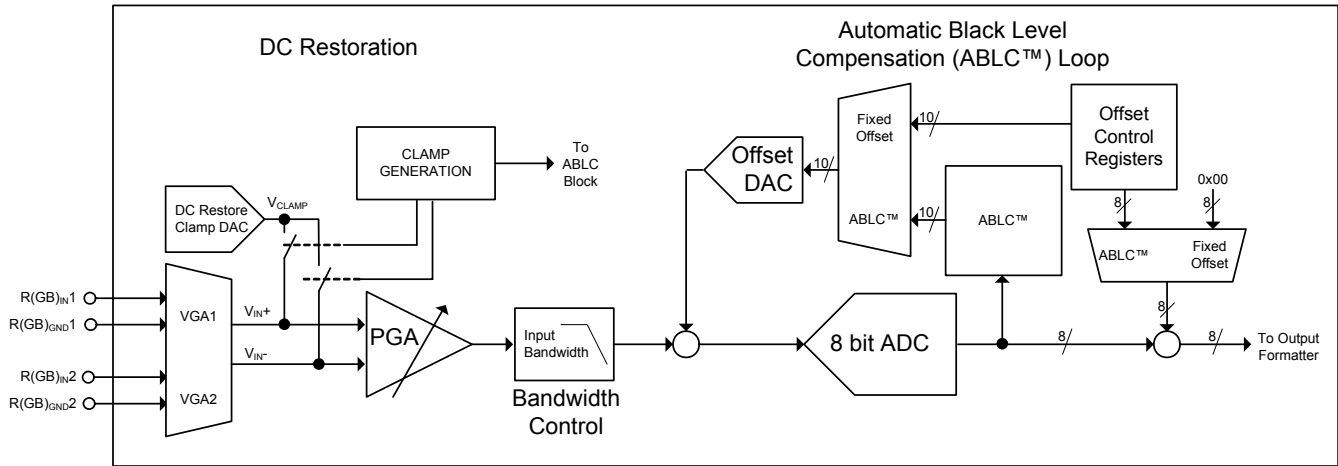 DC Restoration
Automatic Black Level
Compensation (ABLC™) Loop
CLAMP
GENERATION
To
ABLC
Block
DC Restore
Clamp DAC
VCLAMP
R(GB)IN1
R(GB)GND1
R(GB)IN2
R(GB)GND2
VGA1
VGA2
VIN+
VIN-
PGA
Input
Bandwidth
Bandwidth
Control
Offset
DAC
10
Fixed
Offset
ABLC™
10
10
ABLC™
Offset
Control
Registers
8
0x00
8
ABLC™
Fixed
Offset
8
8 bit ADC
8
8
To Output
Formatter